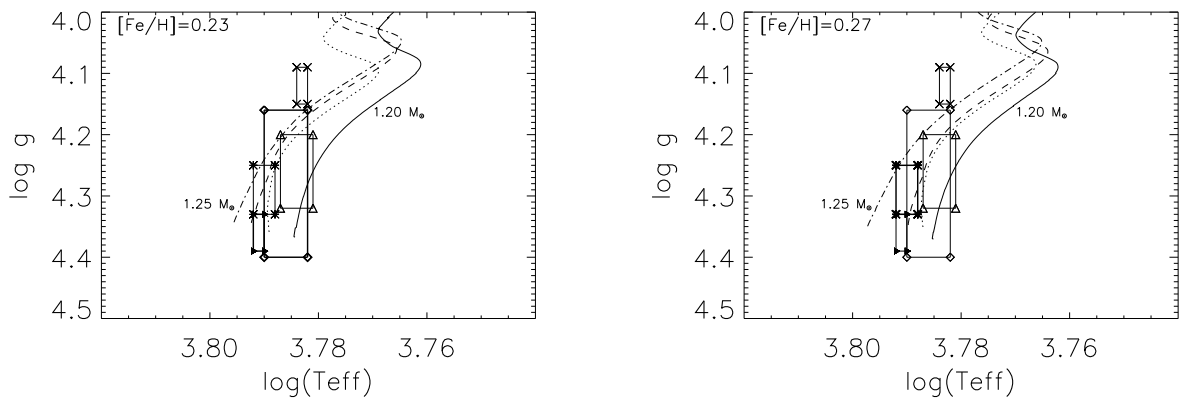 [Fe/H]=0.23
4.0
4.1
4.2
4.3
4.4
4.5
log g
1.20 M⊙
1.25 M⊙
3.80 3.78 3.76
log(Teff)
[Fe/H]=0.27
4.0
4.1
4.2
4.3
4.4
4.5
log g
1.20 M⊙
1.25 M⊙
3.80 3.78 3.76
log(Teff)